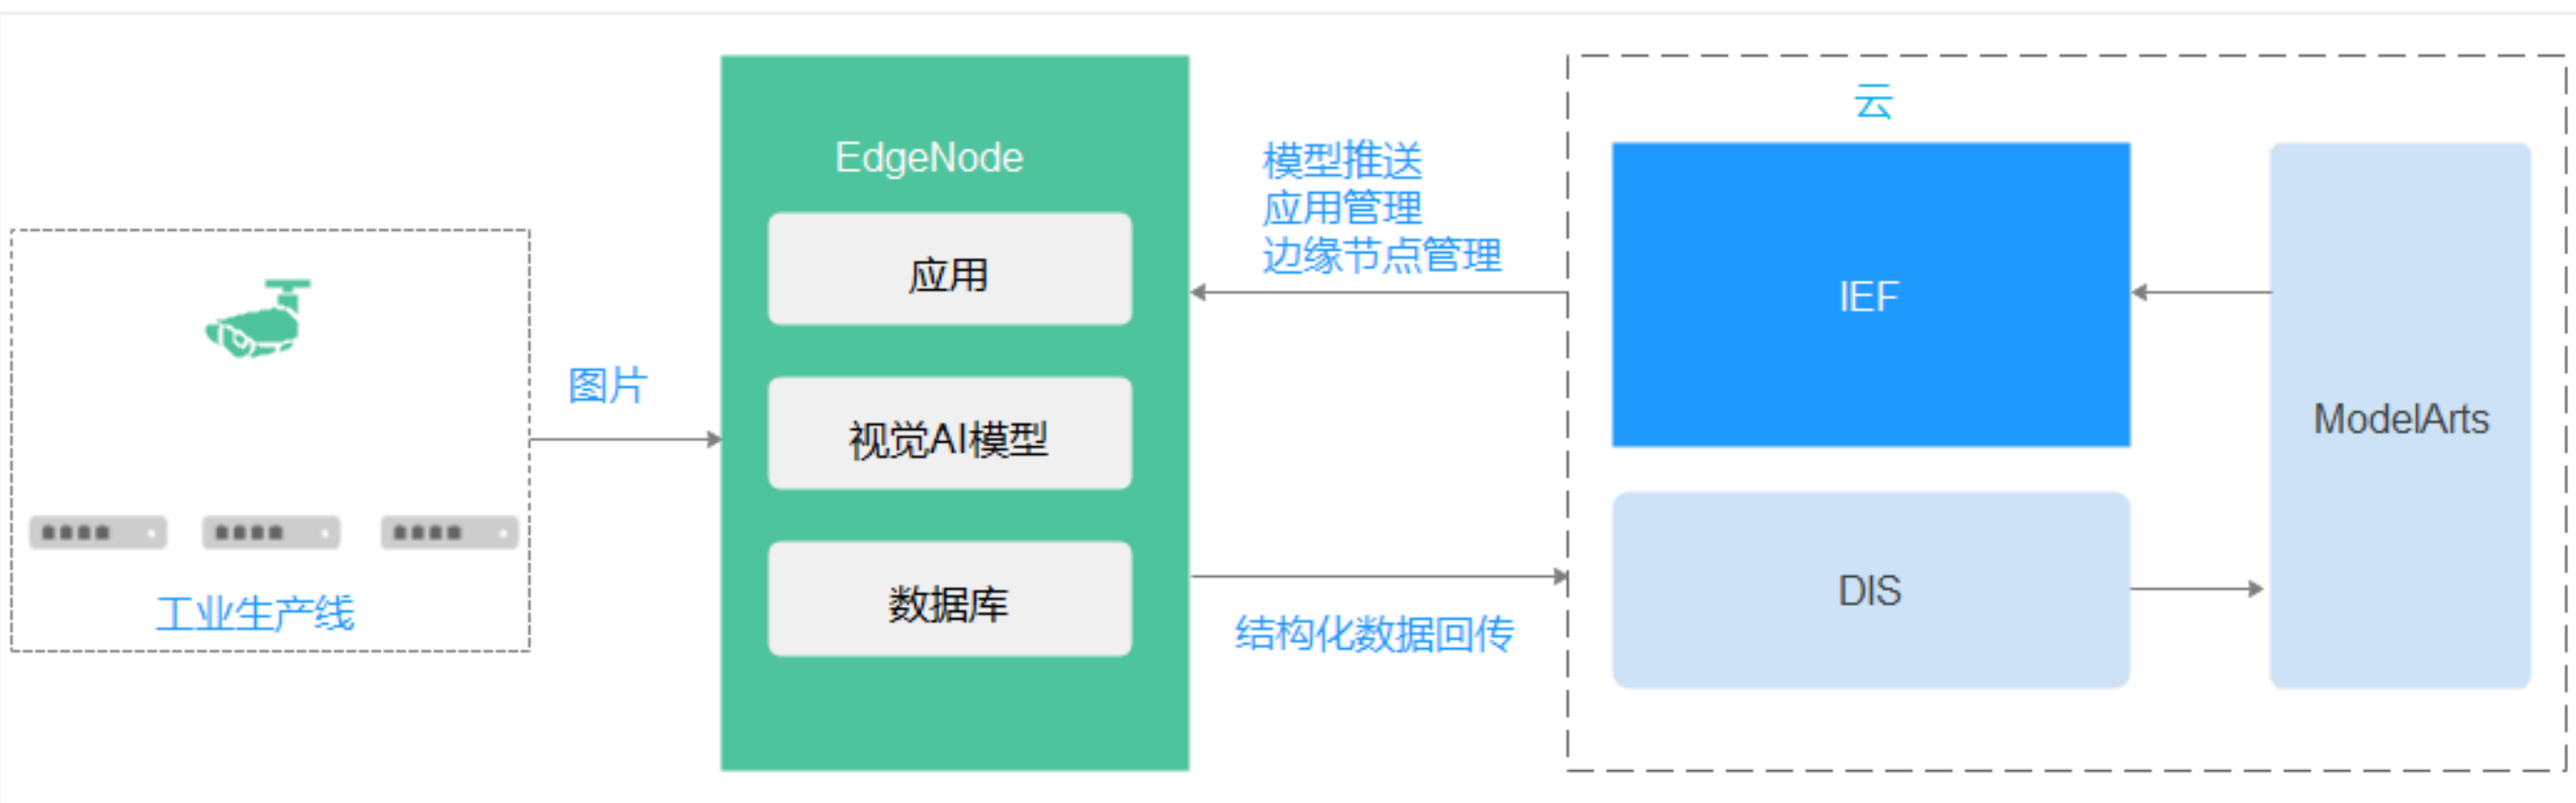 工业生产线
图片
EdgeNode
应用
视觉AI模型
数据库
模型推送
应用管理
边缘节点管理
结构化数据回传
云
IEF
DIS
ModelArts